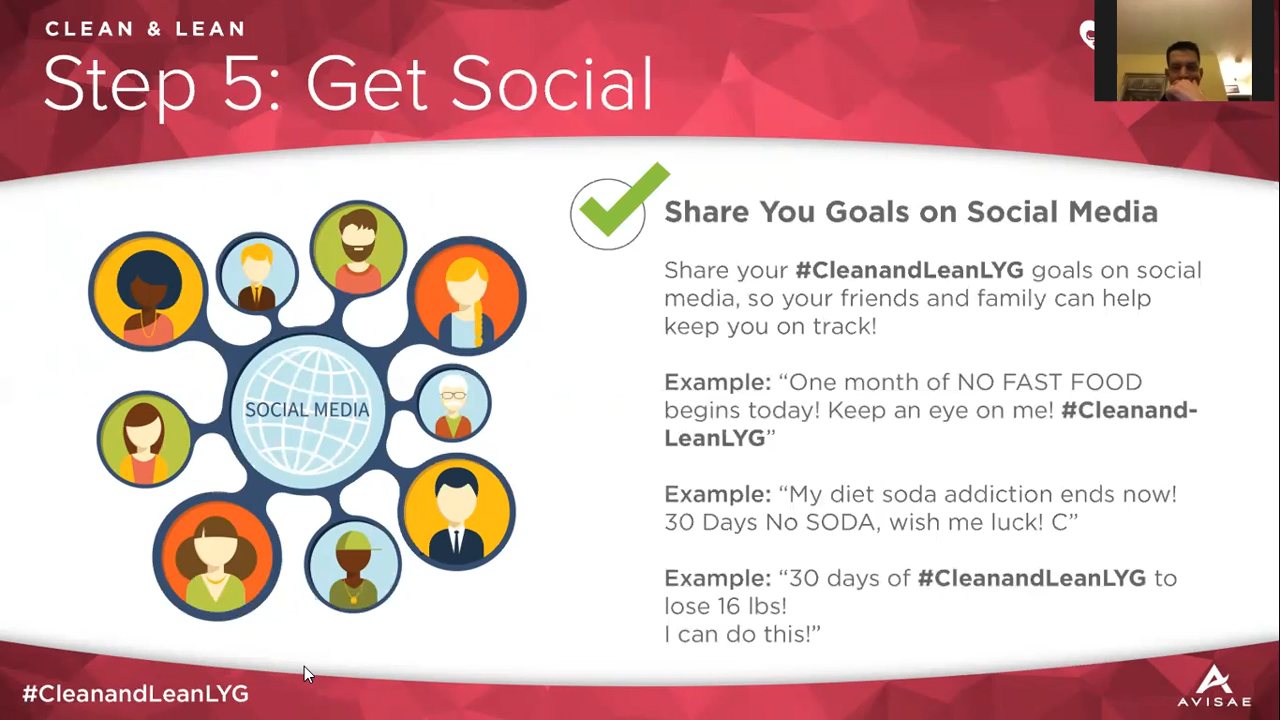 CLEAN & LEAN
Step 5: Get Social
Share You Goals on Social Media
Share your #CleanandLeanLYG goals on social
media, so your friends and family can help
keep you on track!
Example: “One month of NO FAST FOOD
begins today! Keep an eye on me! #Cleanand-
LeanLYG”
Example: “My diet soda addiction ends now!
30 Days No SODA, wish me luck! C”
Example: “30 days of #CleanandLeanLYG to
lose 16 lbs!
I can do this!”
SOCIAL MEDIA
#CleanandLeanLYG
AVISAE